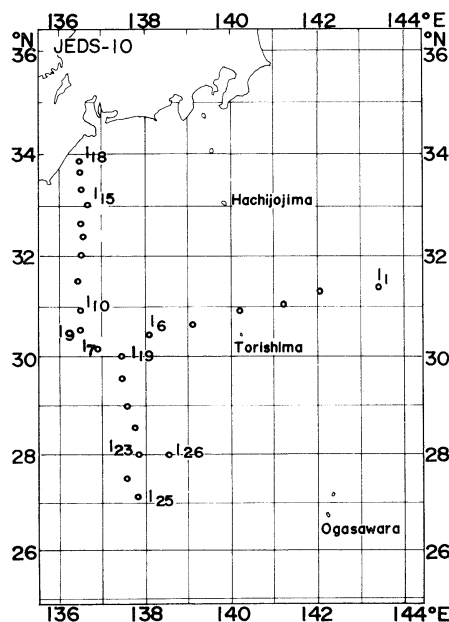 136 138 140 142 144°E
°N JEDS-10 °N
36 36
I18
34 34
I15
Hachijojima
32 32
I1
I10
I9 I6
I7 I19 Torishima
30 30
I23 I26
28 28
I25
Ogasawara
26 26
136 138 140 142 144°E